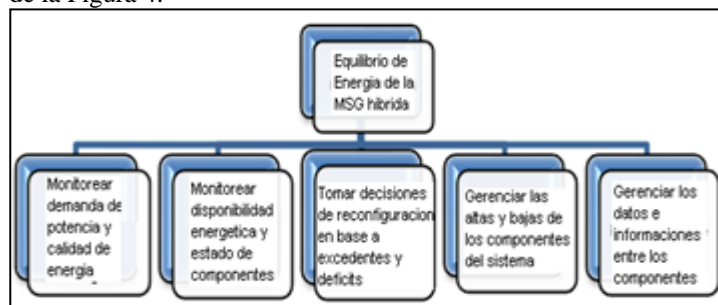 de la Figura 4.
Equilibrio de
Energia de la
MSG hibrida
Monitorear
demanda de
potencia y
calidad de
energía
Monitorear
disponibilidad
energetica y
estado de
componentes
Tomar decisiones
de reconfiguracion
en base a
excedentes y
deficits
Gerenciar las
altas y bajas de
los componentes
del sistema
Gerenciar los
datos e
informaciones
entre los
componentes